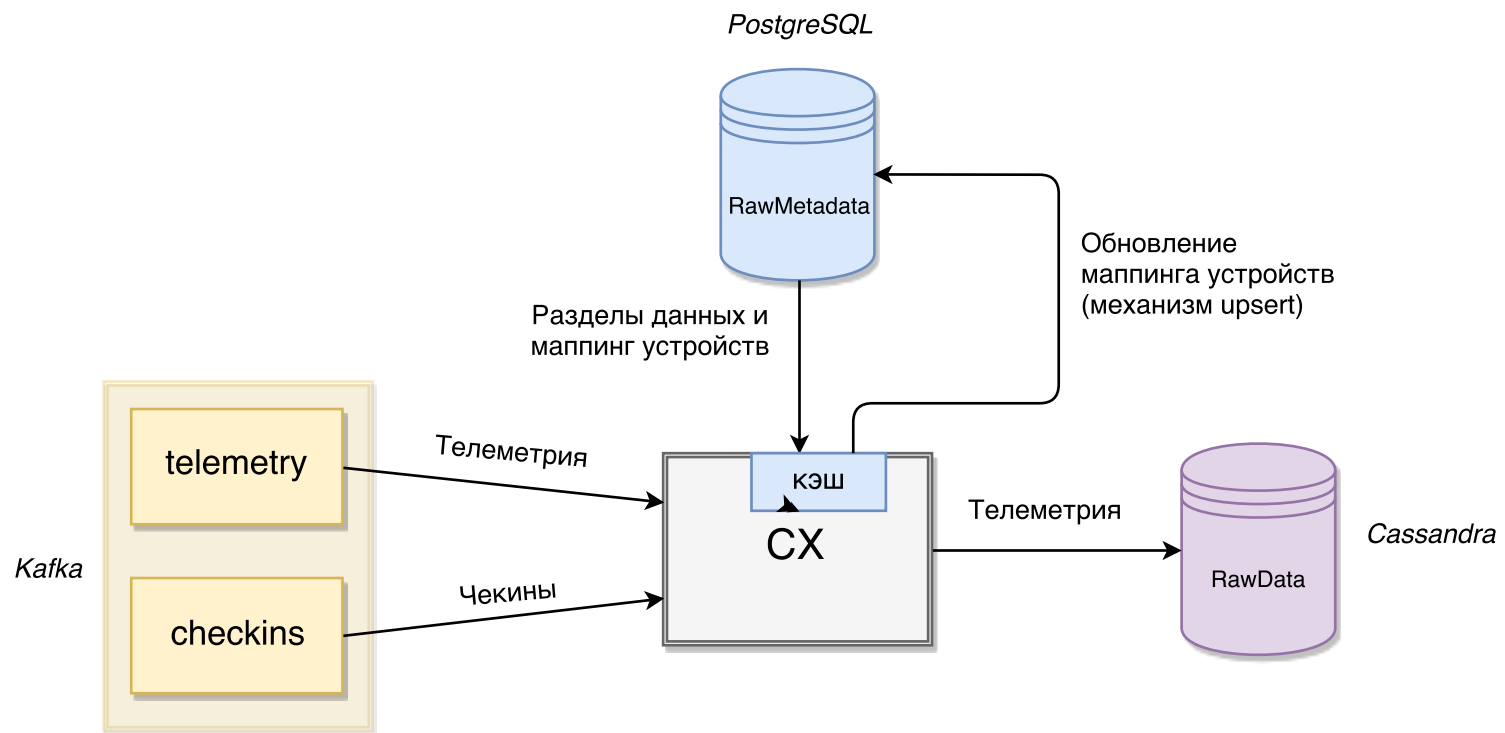 PostgreSQL
RawMetadata
Обновление
маппинга устройств
(механизм upsert)
Разделы данных и
маппинг устройств
telemetry
Телеметрия
кэш
СХ
Телеметрия
Cassandra
Kafka
RawData
checkins
Чекины